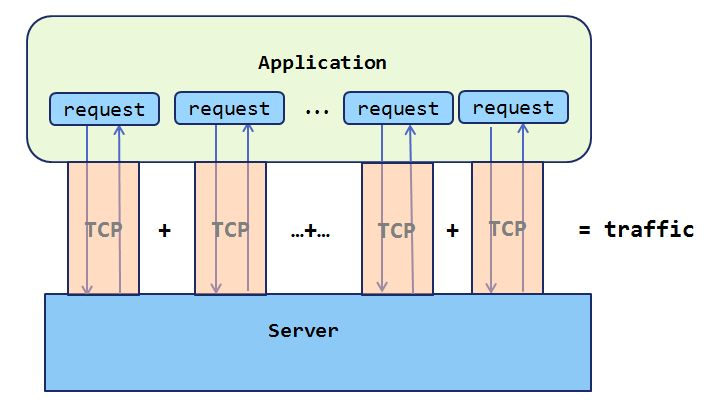 Application
request request ... request request
TCP + TCP …+… TCP + TCP = traffic
Server